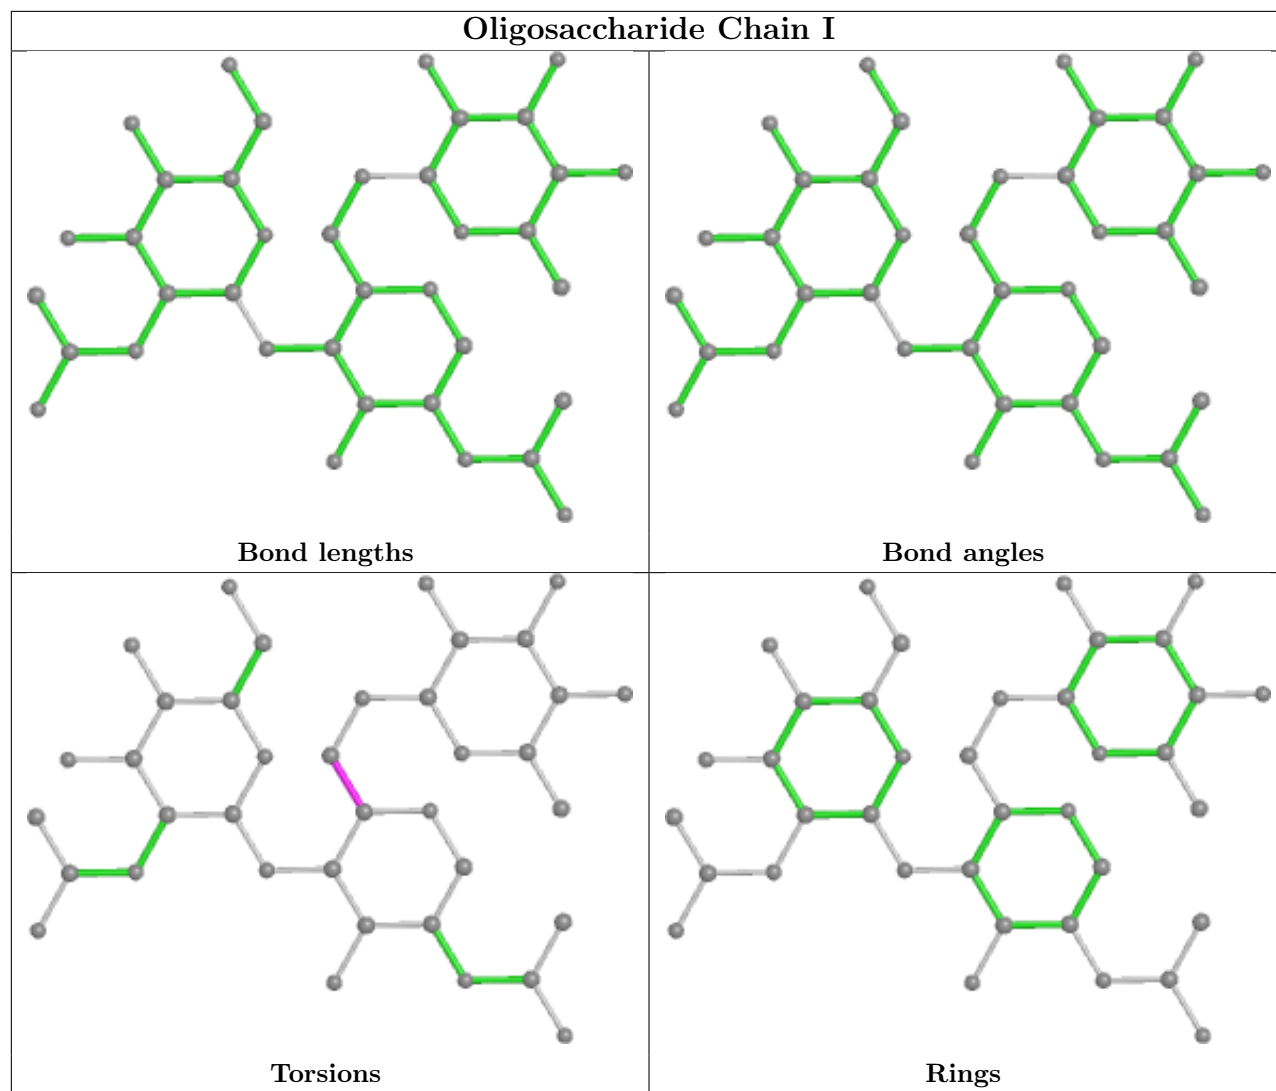 Oligosaccharide Chain I
Bond lengths
Bond angles
Torsions
Rings